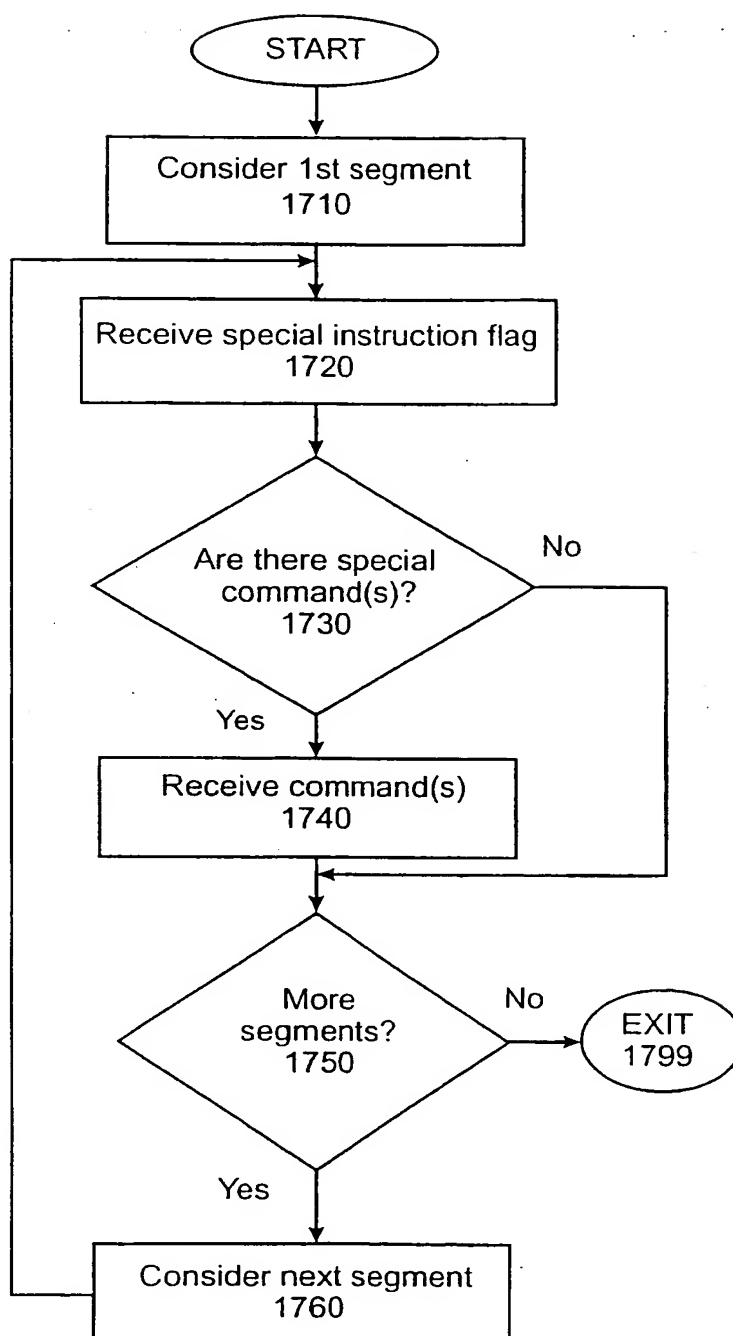 START
Consider 1st segment
1710
Receive special instruction flag
1720
Are there special
command(s)?
1730
No
Yes
Receive command(s)
1740
More
segments?
1750
No
EXIT
1799
Yes
Consider next segment
1760